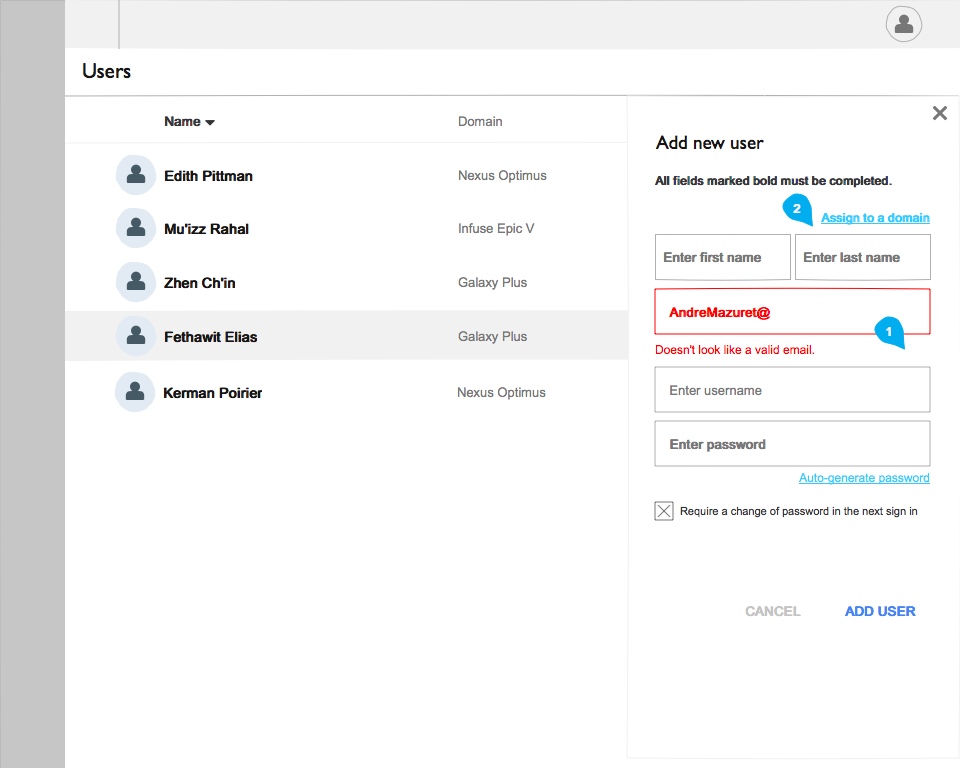 Users
Name Domain
Edith Pittman Nexus Optimus
Mu'izz Rahal Infuse Epic V
Zhen Ch'in Galaxy Plus
Fethawit Elias Galaxy Plus
Kerman Poirier Nexus Optimus
Add new user
All fields marked bold must be completed.
2
Assign to a domain
Enter first name Enter last name
AndreMazuret@
1
Doesn't look like a valid email.
Enter username
Enter password
Auto-generate password
Require a change of password in the next sign in
CANCEL ADD USER